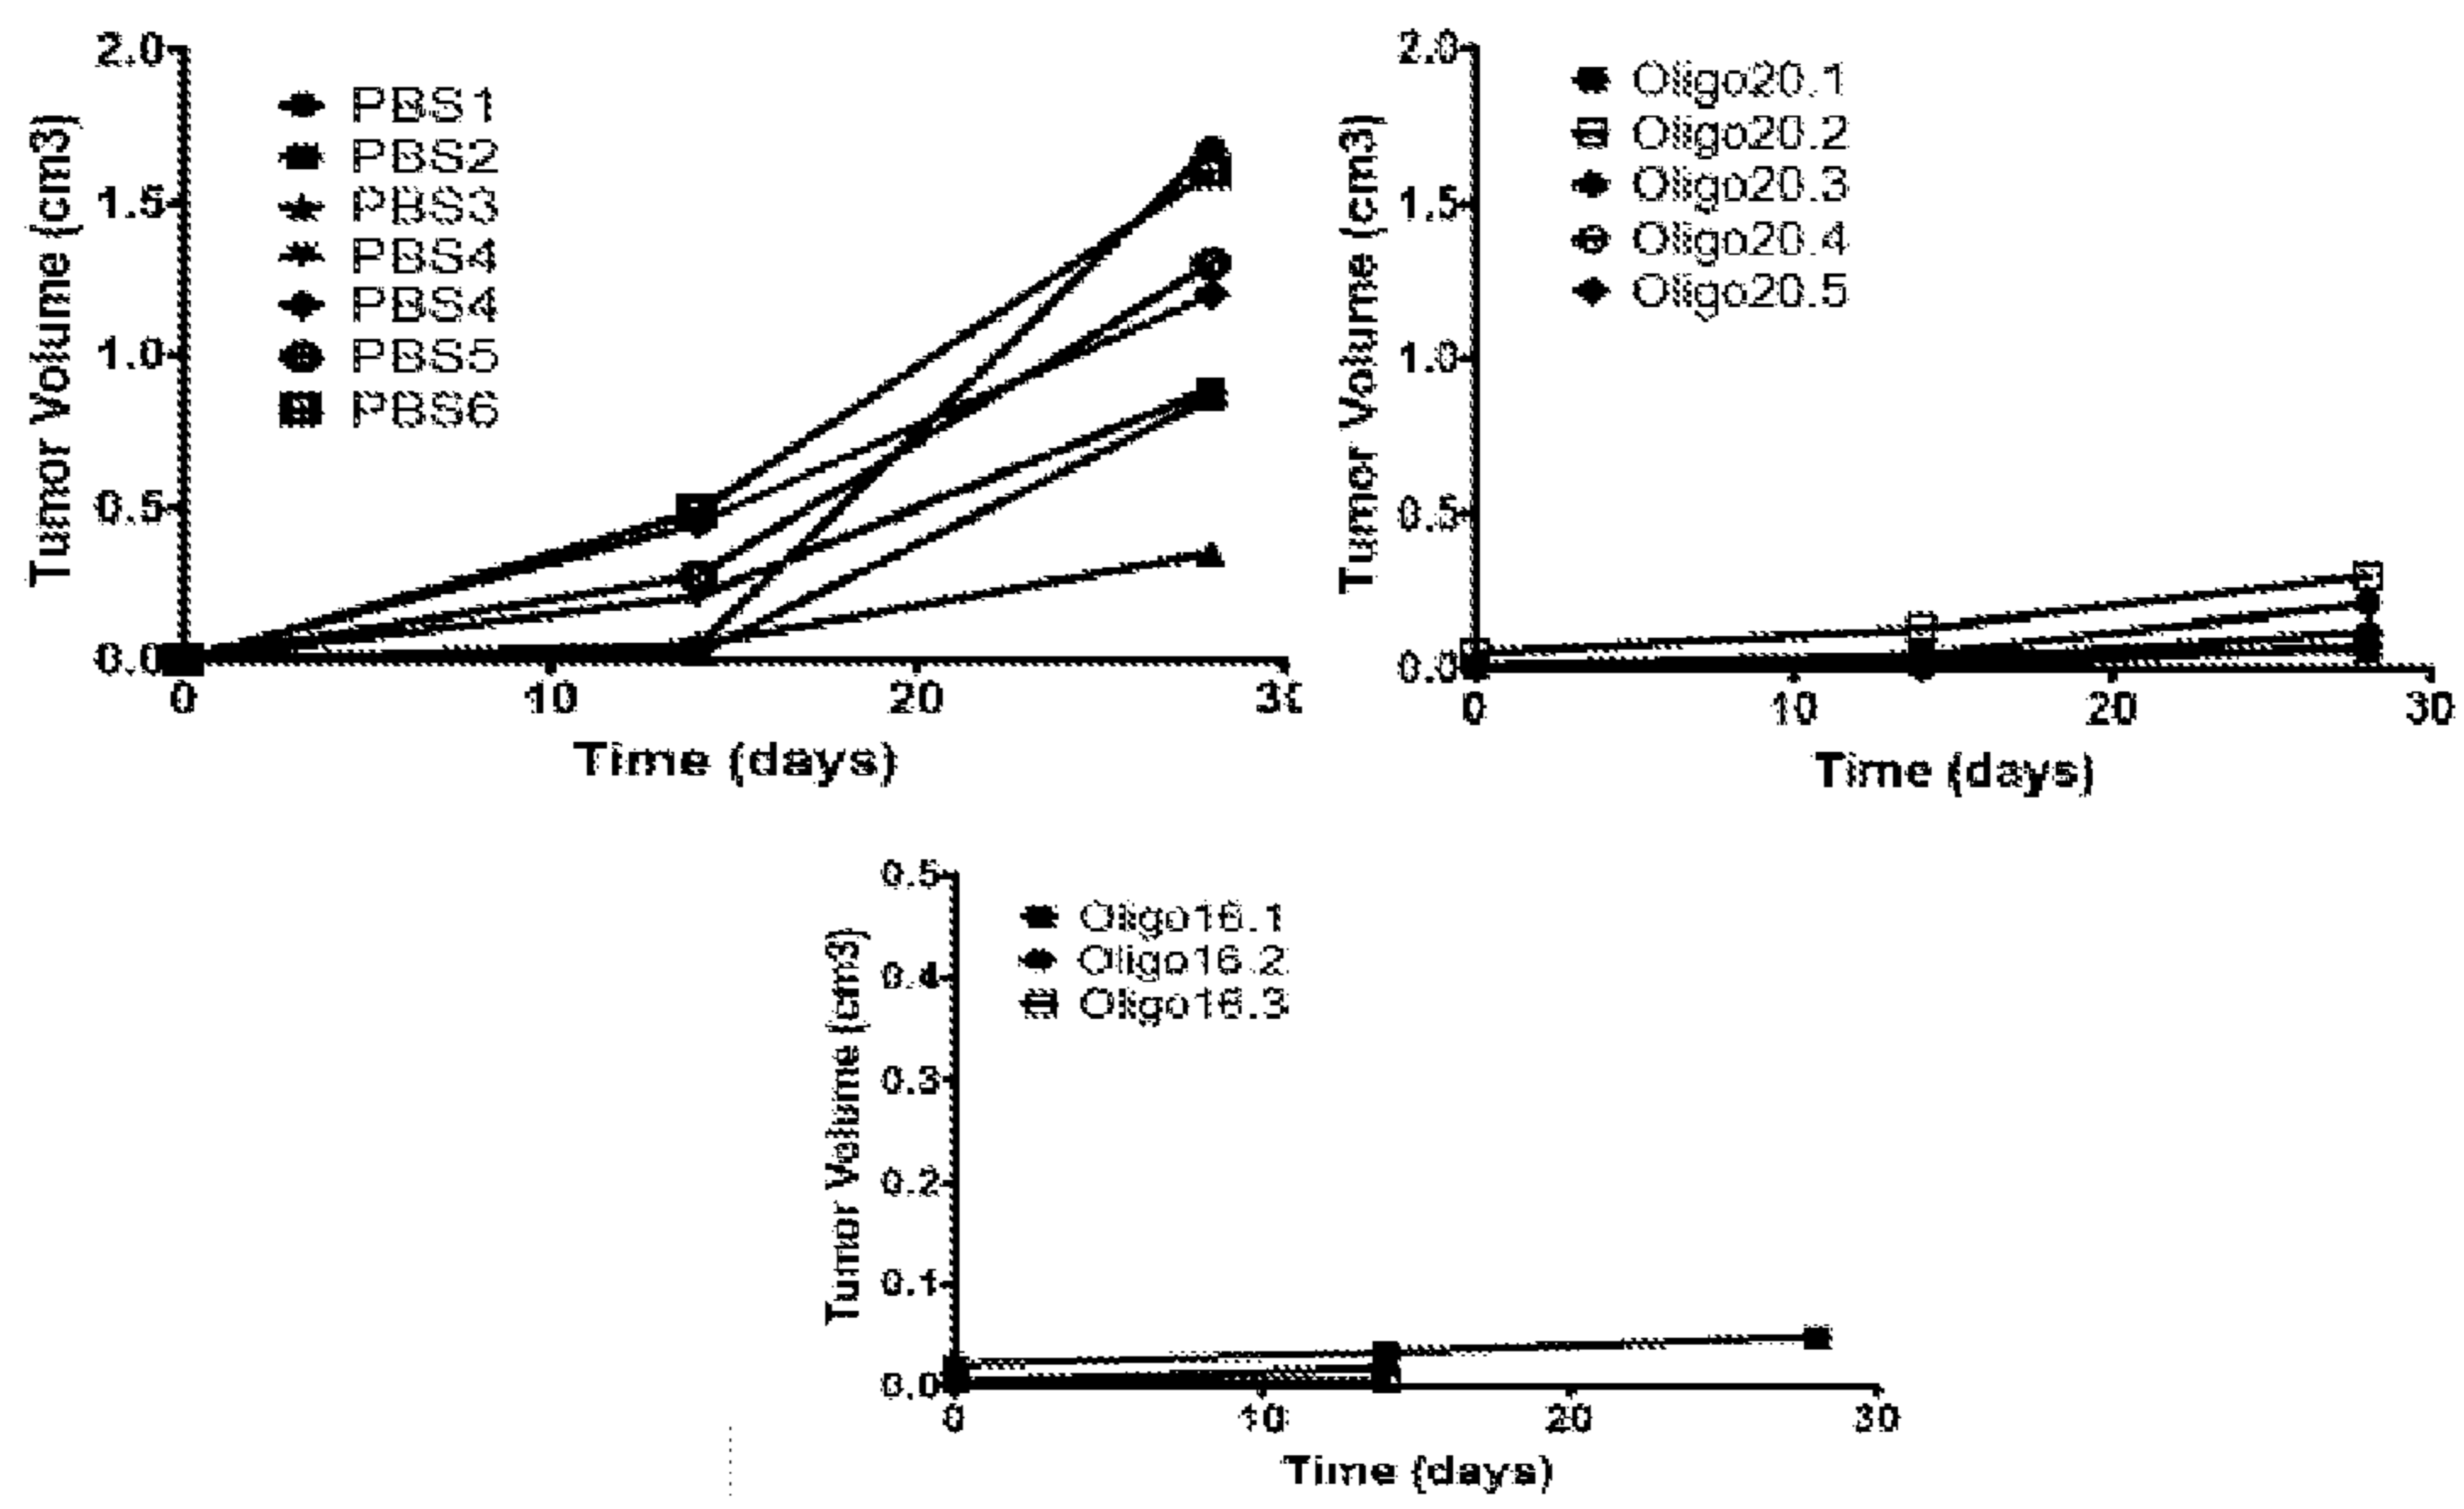 2.0
1.5
1.0
0.5
0.0
Tumor Volume (cm3)
PBS1
PBS2
PBS3
PBS4
PBS4
PBS5
PBS6
0 10 20 30
Time (days)
2.0
1.5
1.0
0.5
0.0
Tumor Volume (cm3)
Oligo20.1
Oligo20.2
Oligo20.3
Oligo20.4
Oligo20.5
0 10 20 30
Time (days)
0.5
0.4
0.3
0.2
0.1
0.0
Tumor Volume (cm3)
Oligo16.1
Oligo16.2
Oligo16.3
0 10 20 30
Time (days)